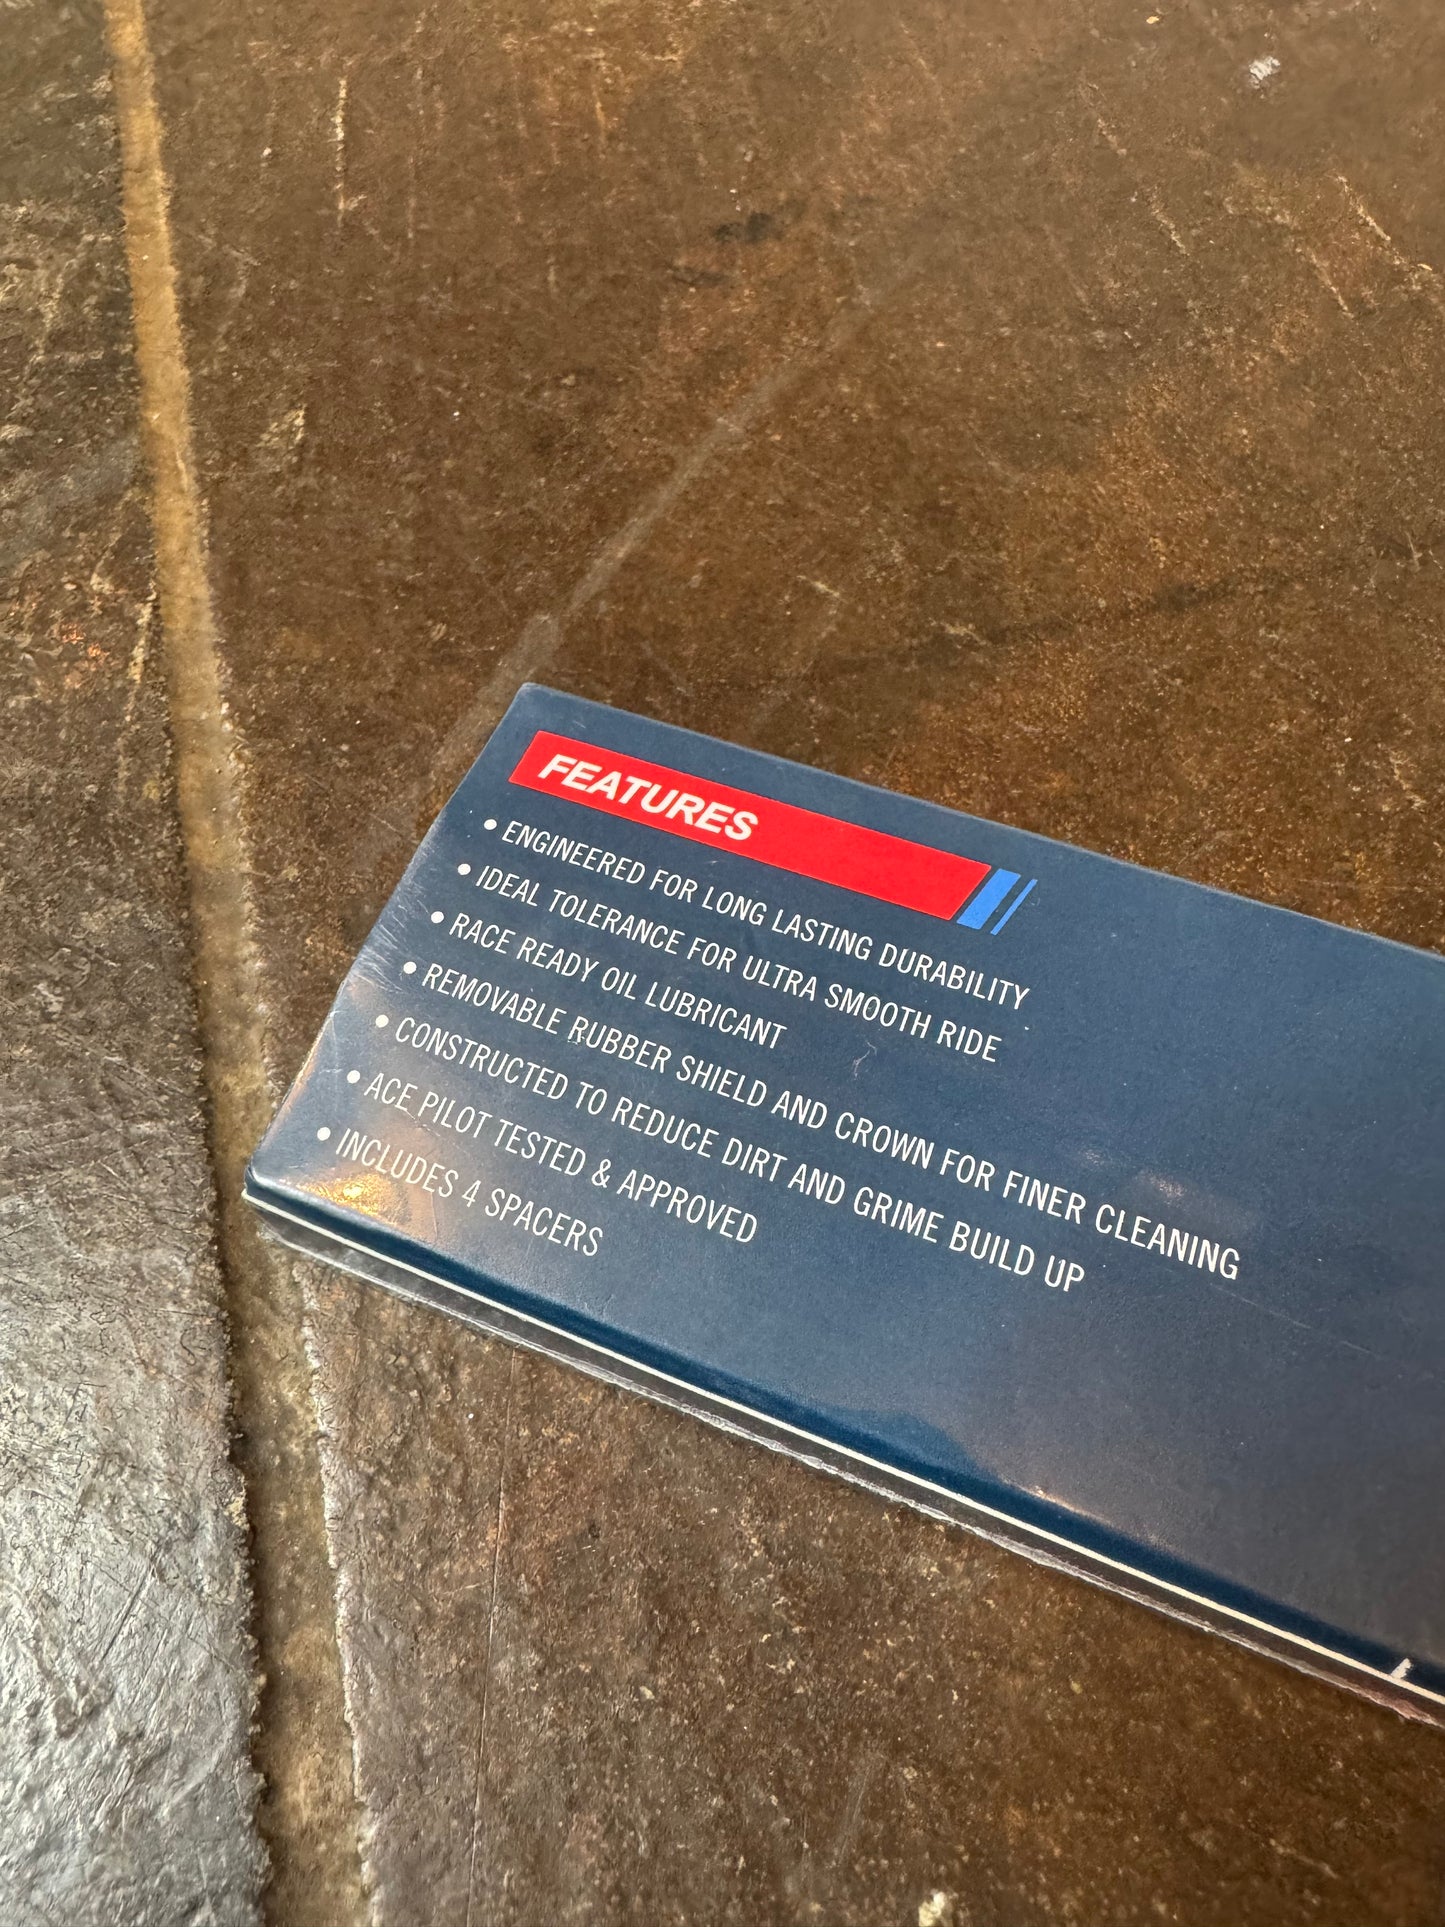 FEATURES
• ENGINEERED FOR LONG LASTING DURABILITY
• IDEAL TOLERANCE FOR ULTRA SMOOTH RIDE
• RACE READY OIL LUBRICANT
• REMOVABLE RUBBER SHIELD AND CROWN FOR FINER CLEANING
• CONSTRUCTED TO REDUCE DIRT AND GRIME BUILD UP
• ACE PILOT TESTED & APPROVED
• INCLUDES 4 SPACERS